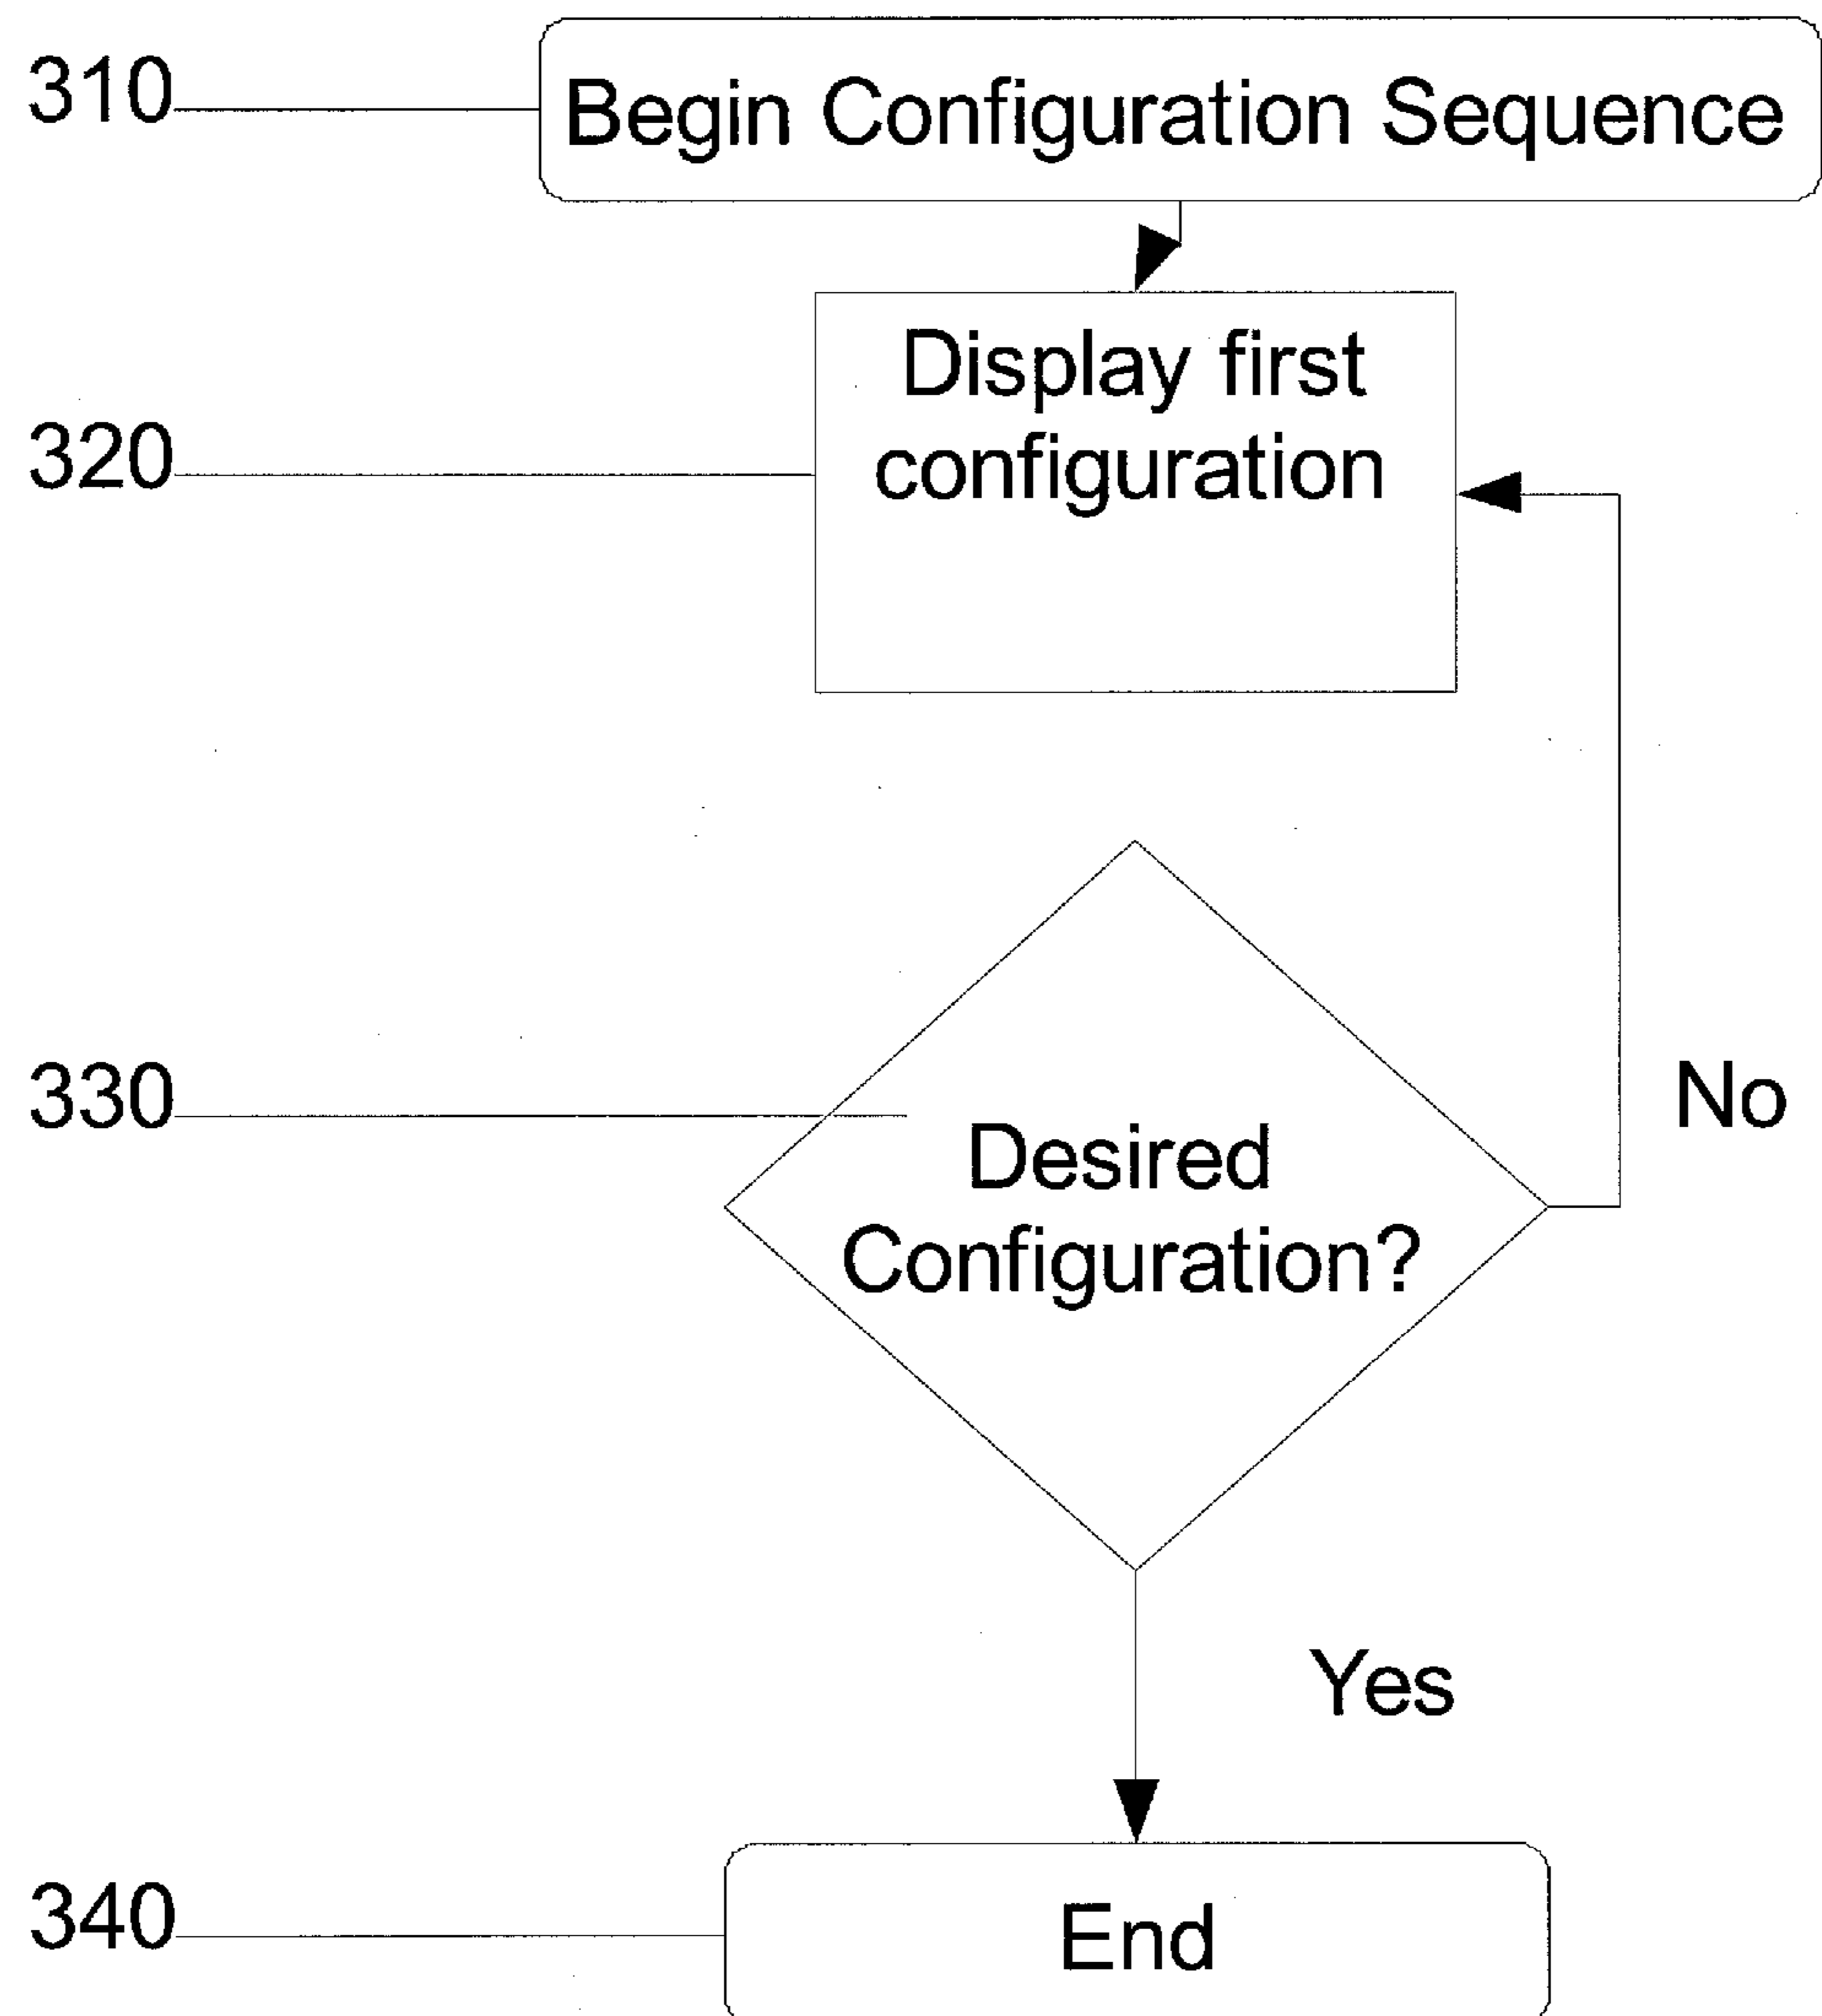 310
Begin Configuration Sequence
320
Display first
configuration
330
Desired
Configuration?
No
Yes
340
End